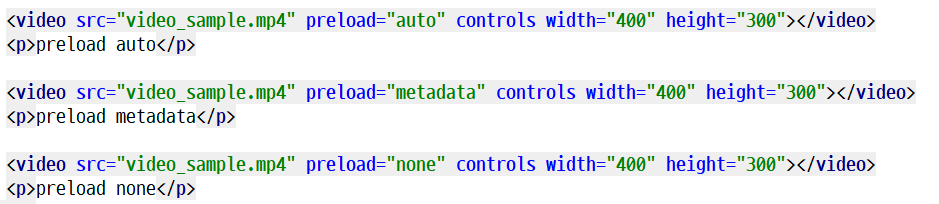 <video src="video_sample.mp4" preload="auto" controls width="400" height="300"></video>
<p>preload auto</p>
<video src="video_sample.mp4" preload="metadata" controls width="400" height="300"></video>
<p>preload metadata</p>
<video src="video_sample.mp4" preload="none" controls width="400" height="300"></video>
<p>preload none</p>